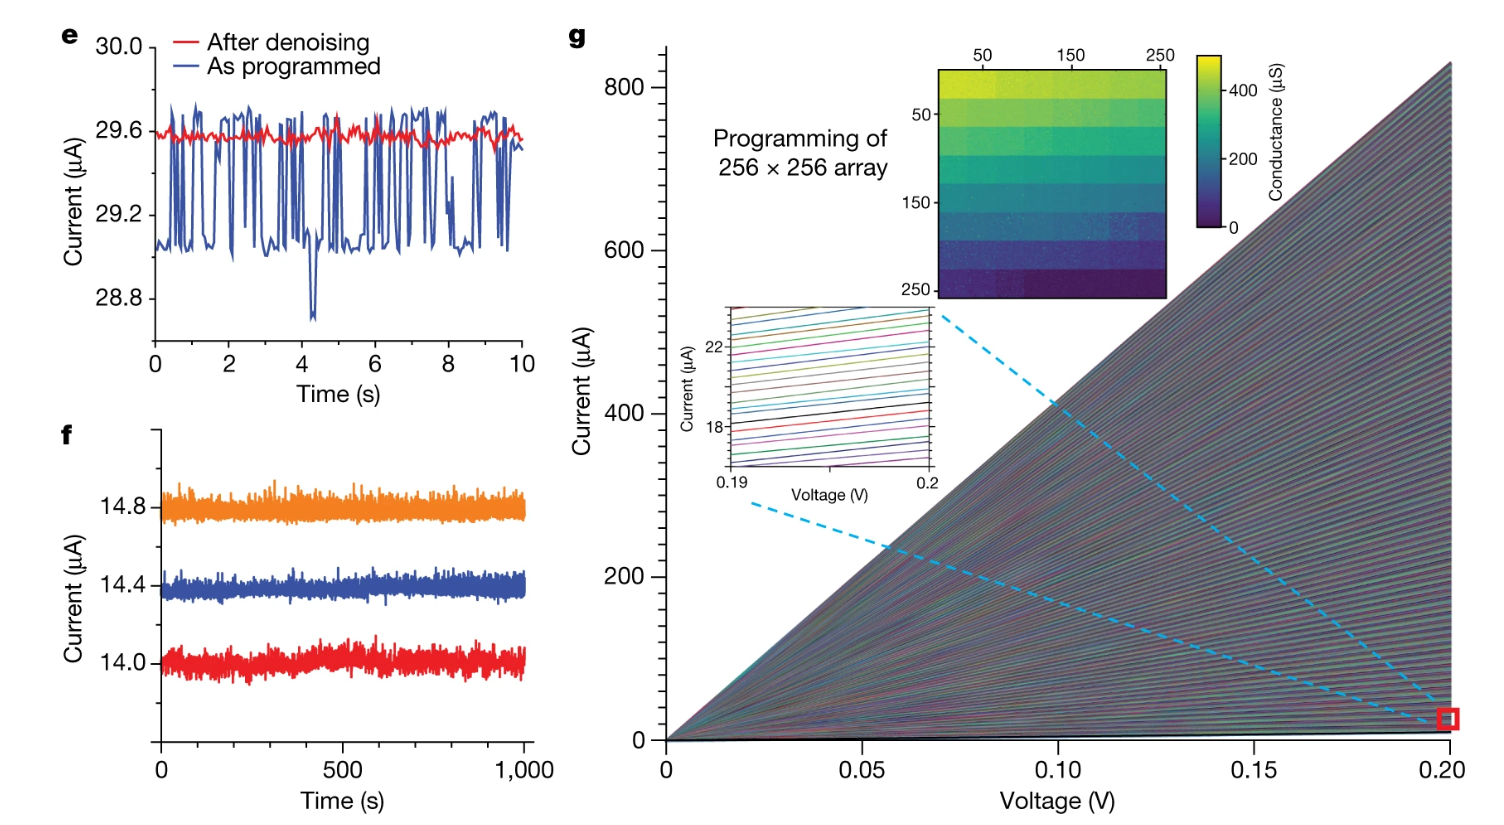 e
After denoising
As programmed
30.0
29.6
29.2
28.8
Current (μA)
0 2 4 6 8 10
Time (s)
f
14.8
14.4
14.0
Current (μA)
0 500 1,000
Time (s)
g
800
600
400
200
0
Current (μA)
0 0.05 0.10 0.15 0.20
Voltage (V)
Programming of
256 × 256 array
50 150 250
50
150
250
400
200
0
Conductance (μS)
22
18
Current (μA)
0.19 0.2
Voltage (V)